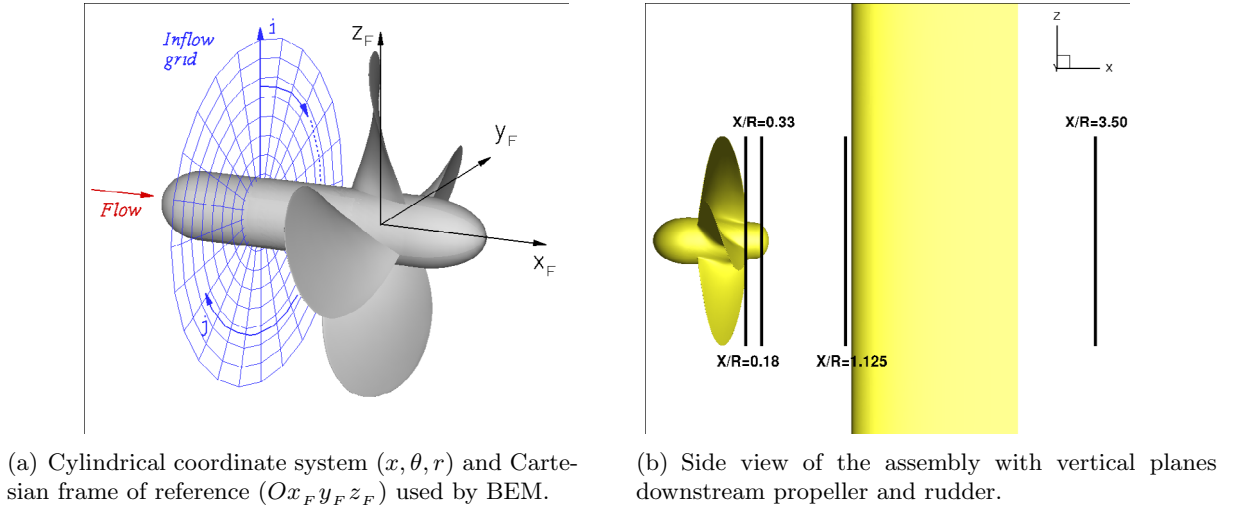 Inflow
grid
i
z_F
y_F
Flow
x_F
j
Z
Y
X
X/R=0.33
X/R=3.50
X/R=0.18
X/R=1.125
(a) Cylindrical coordinate system (x, θ, r) and Carte-
sian frame of reference (Ox_F y_F z_F) used by BEM.
(b) Side view of the assembly with vertical planes
downstream propeller and rudder.